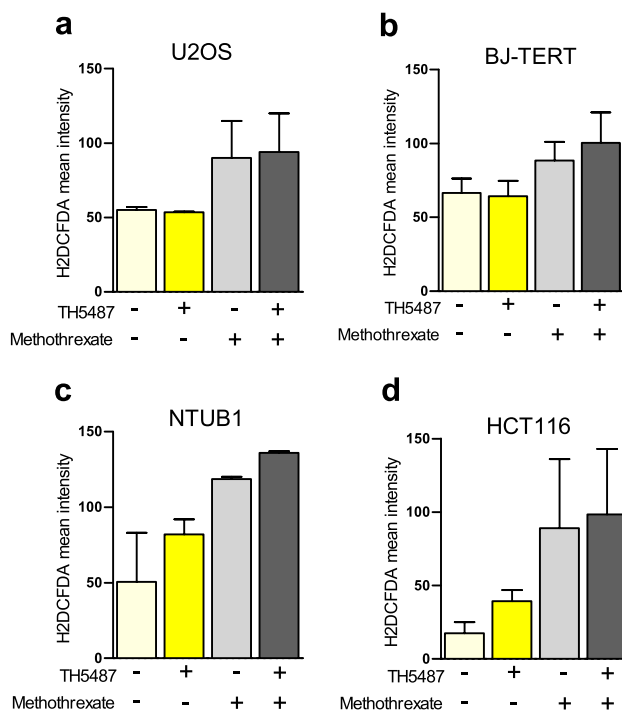 a
U2OS
H2DCFDA mean intensity
150
100
50
0
TH5487 - + - +
Methothrexate - - + +
b
BJ-TERT
H2DCFDA mean intensity
150
100
50
0
TH5487 - + - +
Methothrexate - - + +
c
NTUB1
H2DCFDA mean intensity
150
100
50
0
TH5487 - + - +
Methothrexate - - + +
d
HCT116
H2DCFDA mean intensity
150
100
50
0
TH5487 - + - +
Methothrexate - - + +